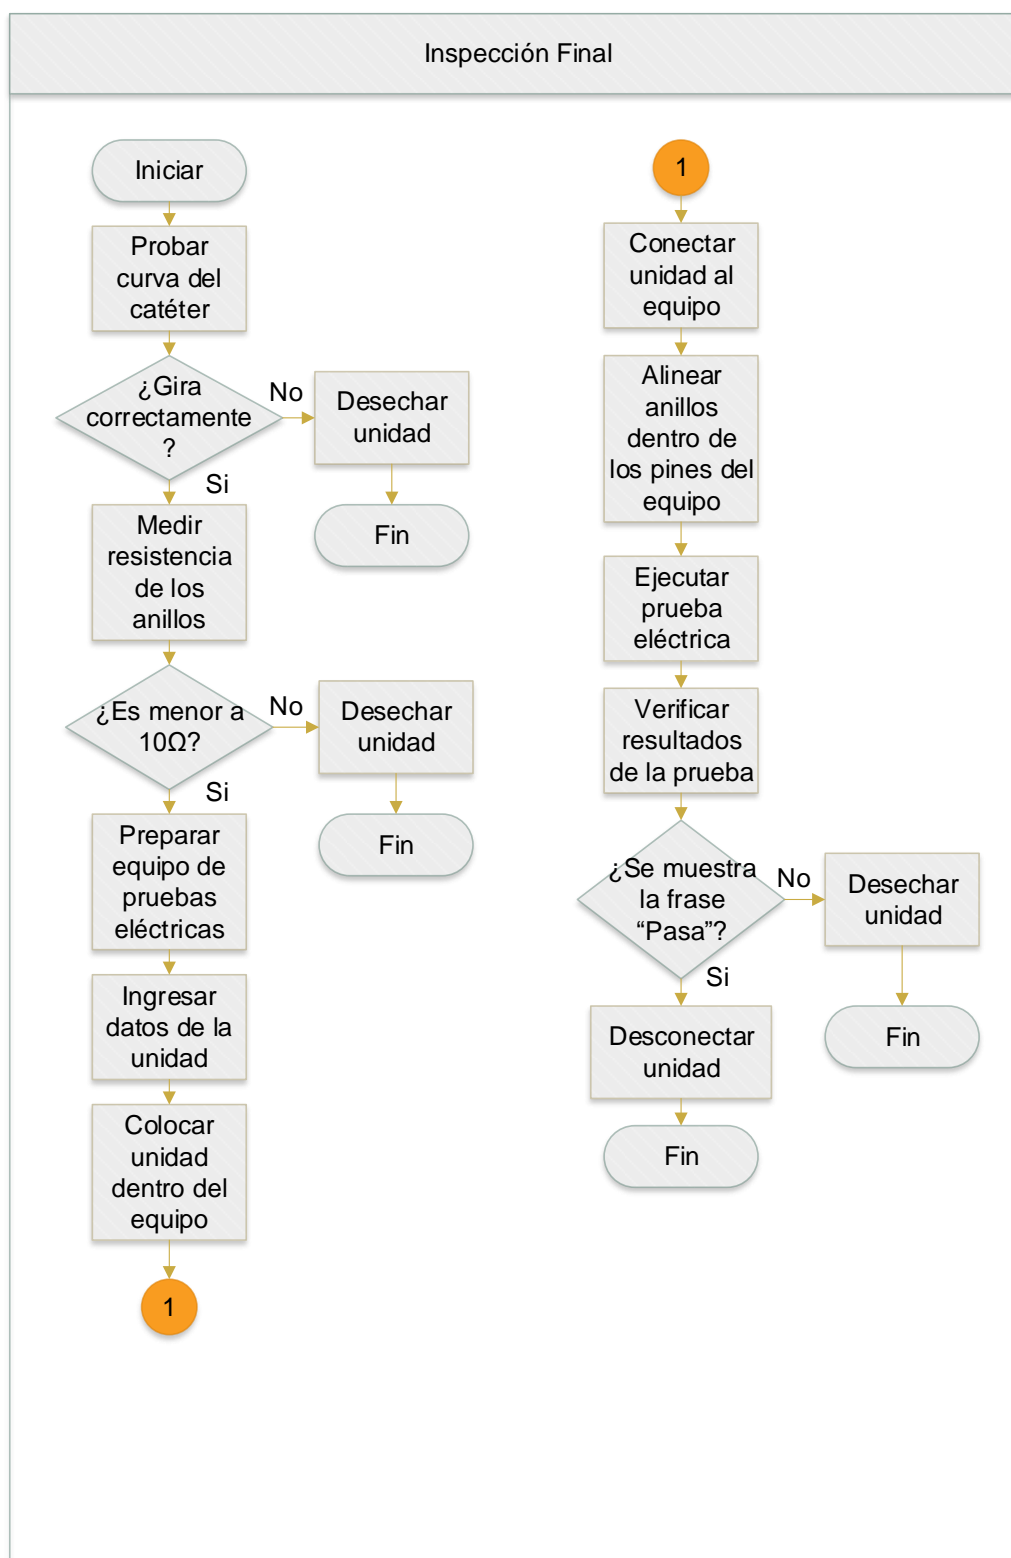 Inspección Final
Iniciar
Probar
curva del
catéter
¿Gira
correctamente
?
No
Desechar
unidad
Fin
Si
Medir
resistencia
de los
anillos
¿Es menor a
10Ω?
No
Desechar
unidad
Fin
Si
Preparar
equipo de
pruebas
eléctricas
Ingresar
datos de la
unidad
Colocar
unidad
dentro del
equipo
1
1
Conectar
unidad al
equipo
Alinear
anillos
dentro de
los pines del
equipo
Ejecutar
prueba
eléctrica
Verificar
resultados
de la prueba
¿Se muestra
la frase
“Pasa”?
No
Desechar
unidad
Fin
Si
Desconectar
unidad
Fin